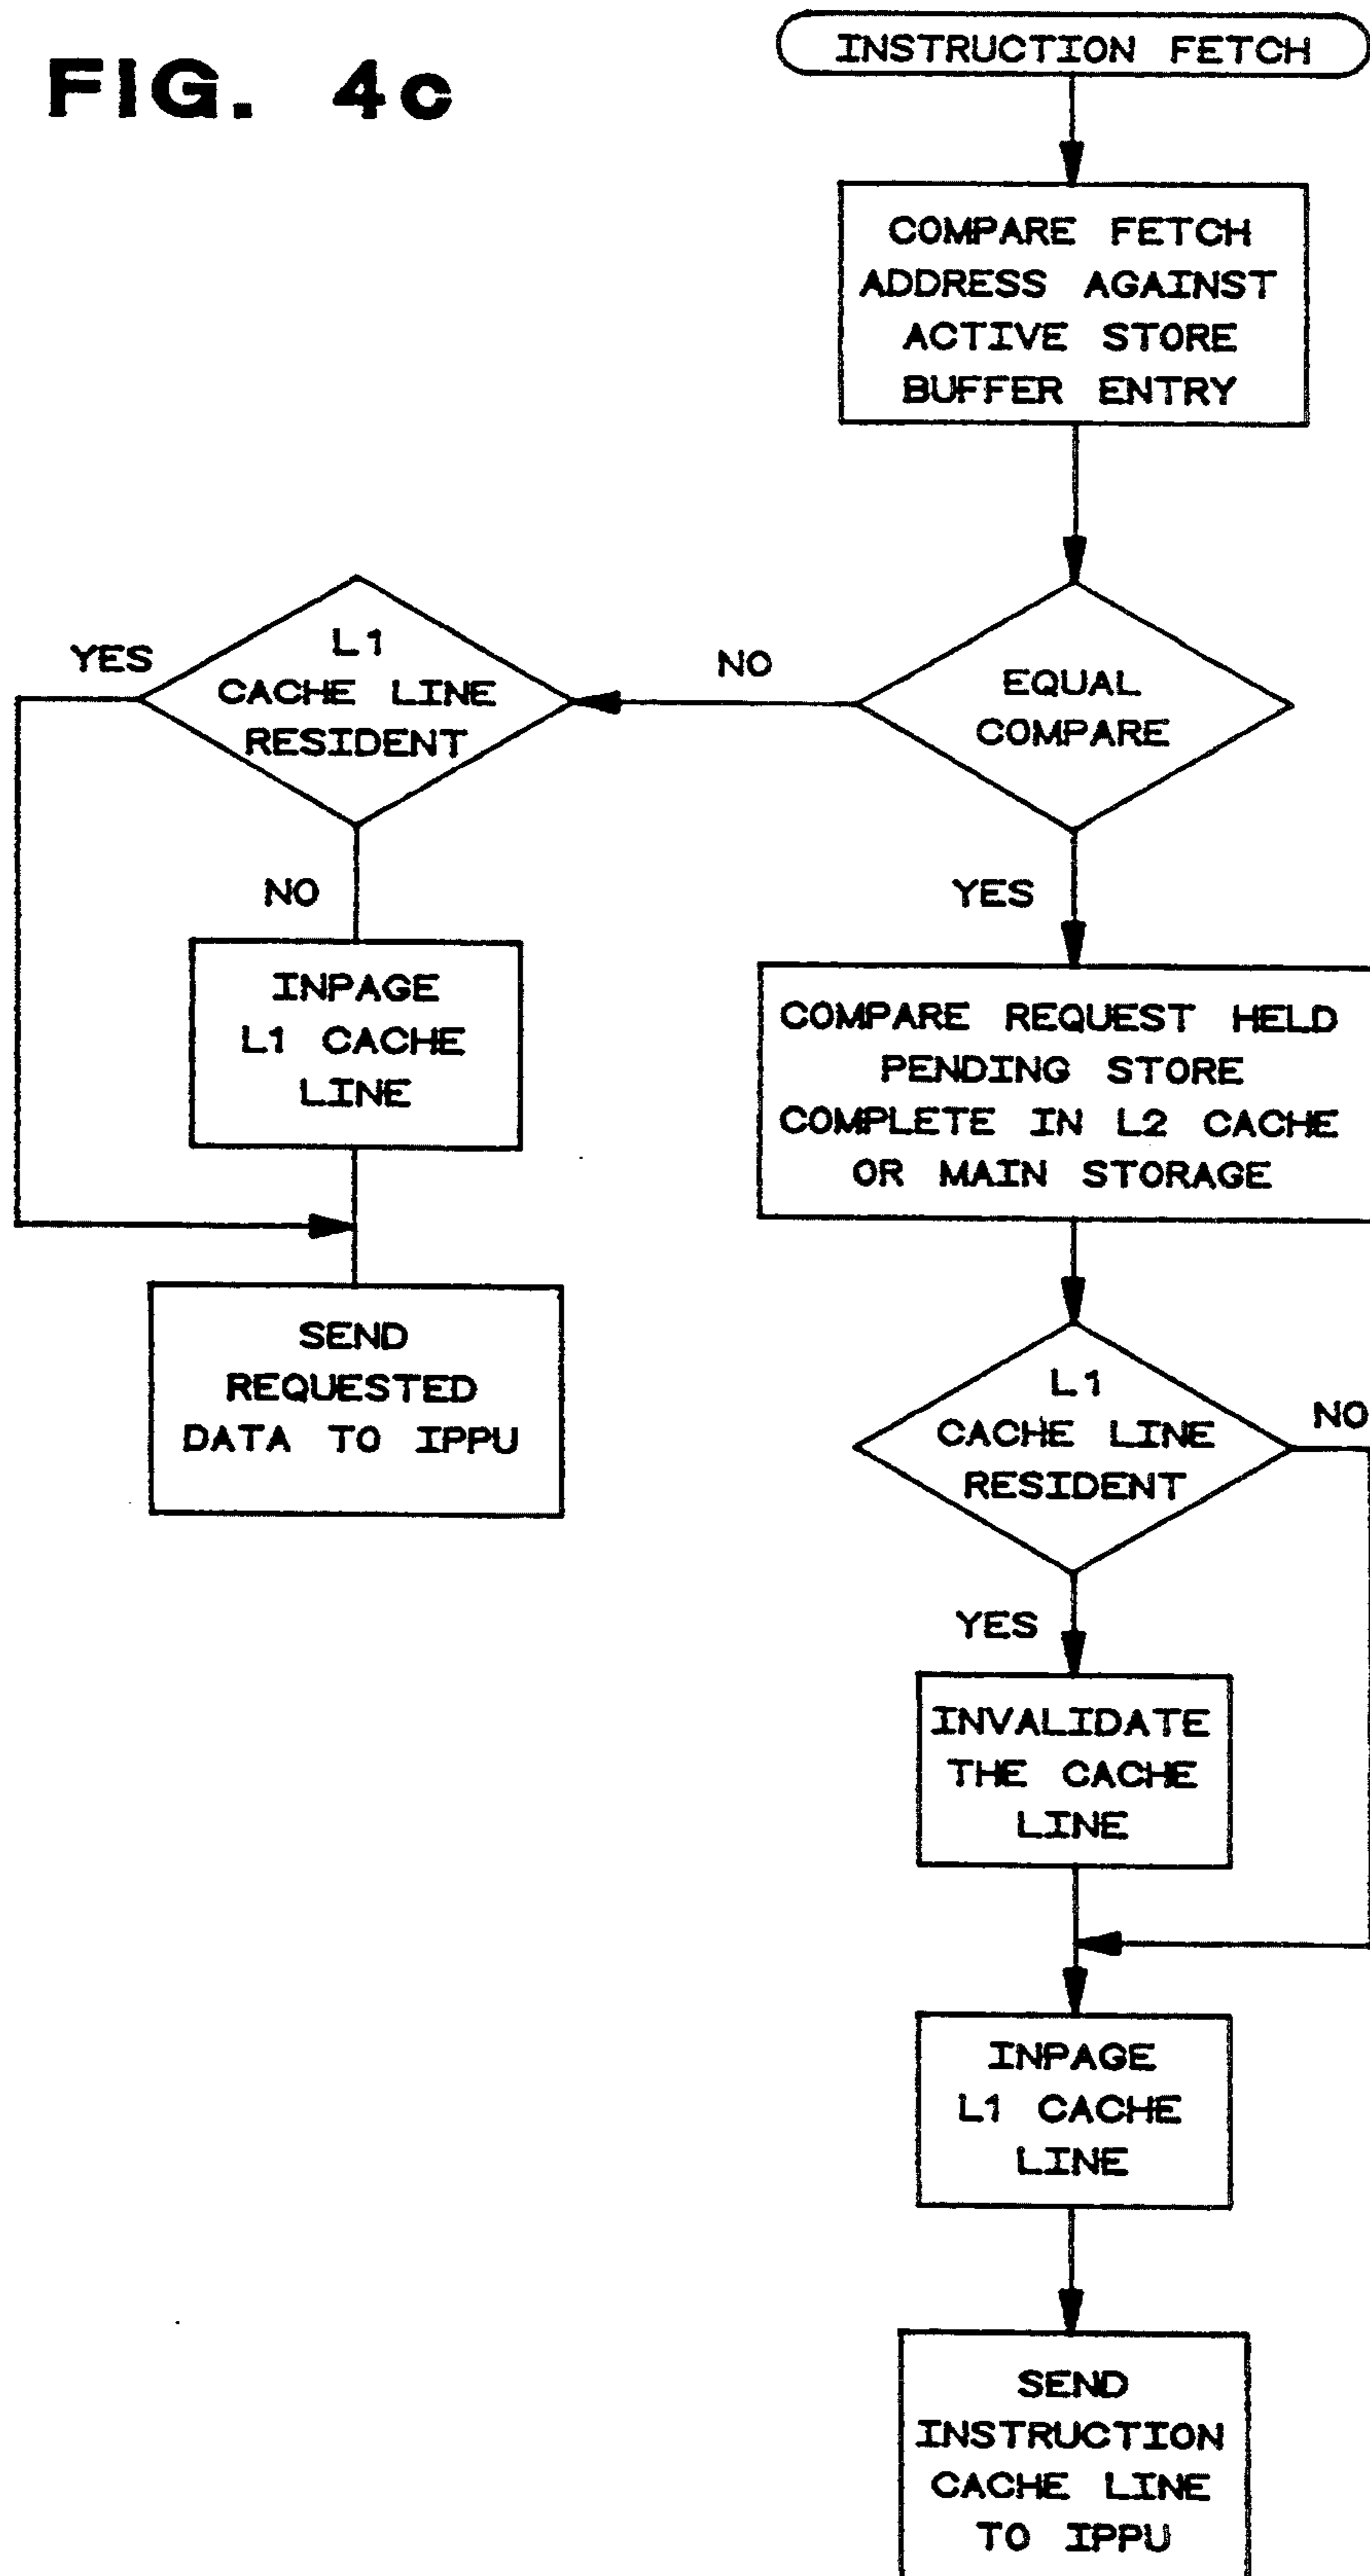 FIG. 4c
INSTRUCTION FETCH
COMPARE FETCH
ADDRESS AGAINST
ACTIVE STORE
BUFFER ENTRY
EQUAL
COMPARE
NO
L1
CACHE LINE
RESIDENT
YES
NO
INPAGE
L1 CACHE
LINE
SEND
REQUESTED
DATA TO IPPU
YES
COMPARE REQUEST HELD
PENDING STORE
COMPLETE IN L2 CACHE
OR MAIN STORAGE
L1
CACHE LINE
RESIDENT
NO
YES
INVALIDATE
THE CACHE
LINE
INPAGE
L1 CACHE
LINE
SEND
INSTRUCTION
CACHE LINE
TO IPPU